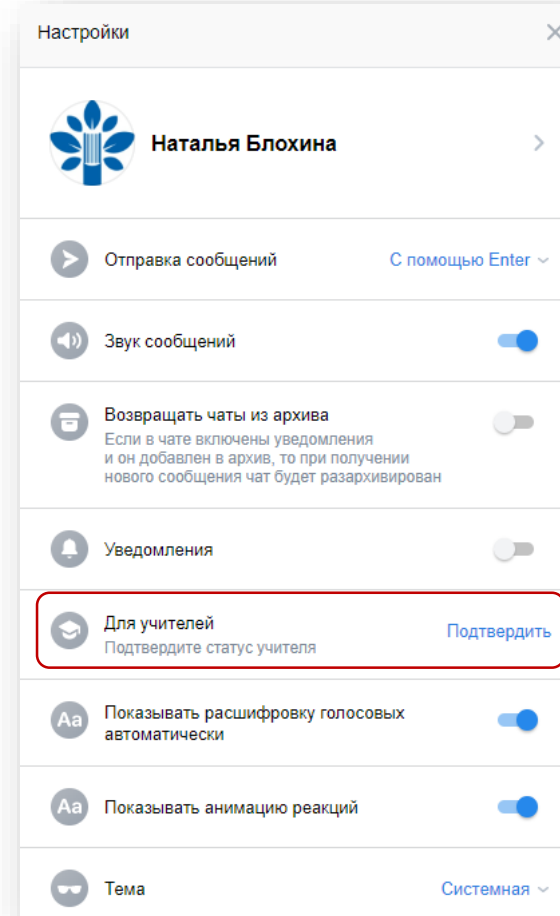 Настройки
Наталья Блохина
Отправка сообщений
С помощью Enter
Звук сообщений
Возвращать чаты из архива
Если в чате включены уведомления
и он добавлен в архив, то при получении
нового сообщения чат будет разархивирован
Уведомления
Для учителей
Подтвердите статус учителя
Подтвердить
Aa
Показывать расшифровку голосовых
автоматически
Aa
Показывать анимацию реакций
Тема
Системная